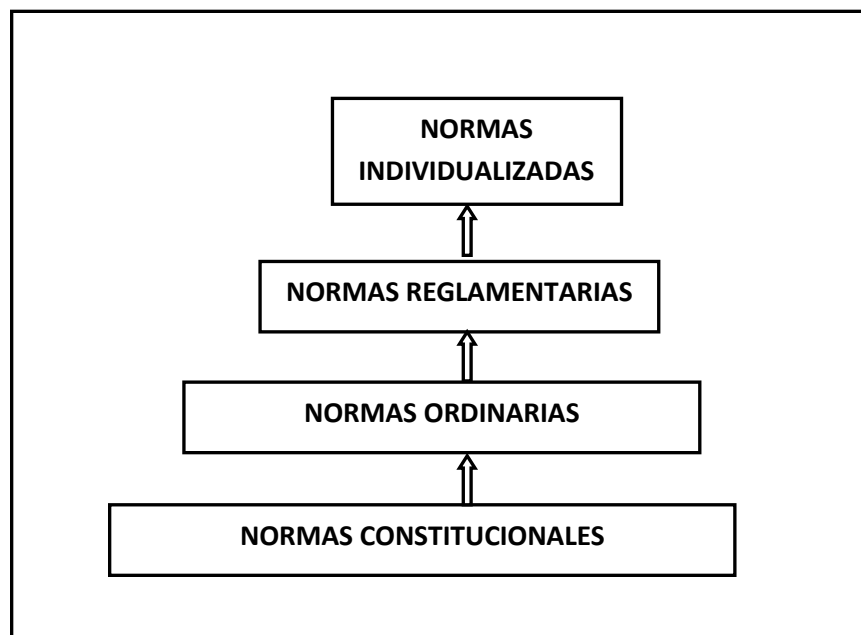 NORMAS
INDIVIDUALIZADAS
NORMAS REGLAMENTARIAS
NORMAS ORDINARIAS
NORMAS CONSTITUCIONALES